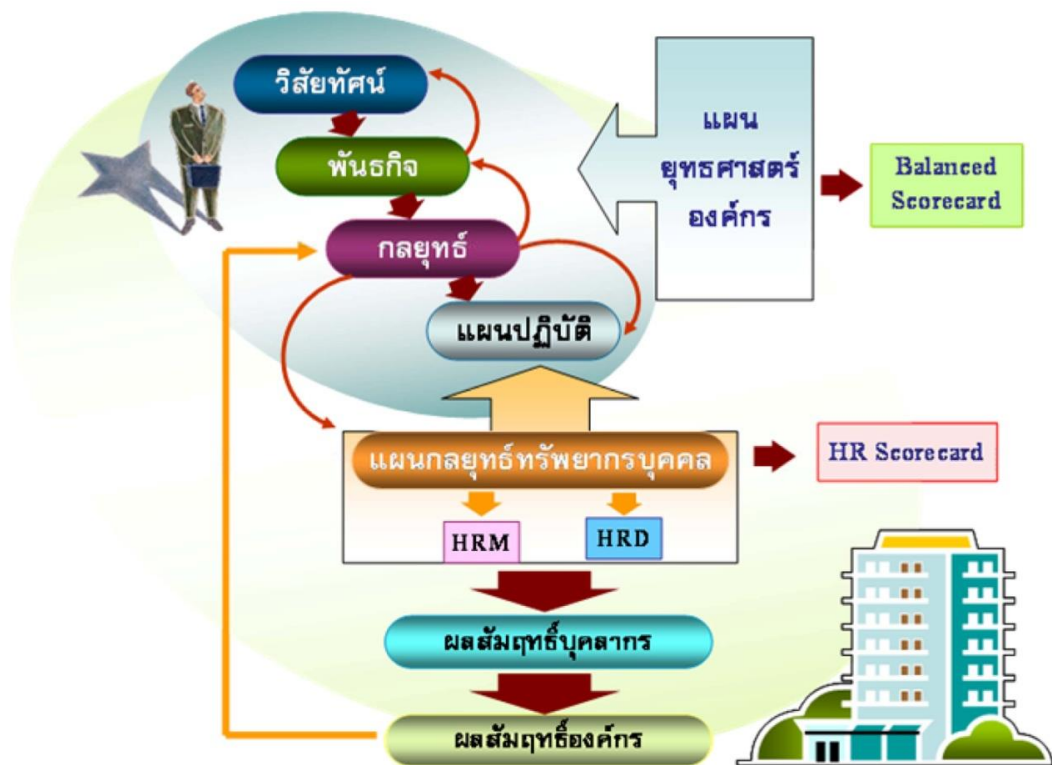 วิสัยทัศน์
พันธกิจ
กลยุทธ์
แผนปฏิบัติ
แผน
ยุทธศาสตร์
องค์กร
Balanced
Scorecard
แผนกลยุทธ์ทรัพยากรบุคคล
HR Scorecard
HRM
HRD
ผลสัมฤทธิ์บุคลากร
ผลสัมฤทธิ์องค์กร